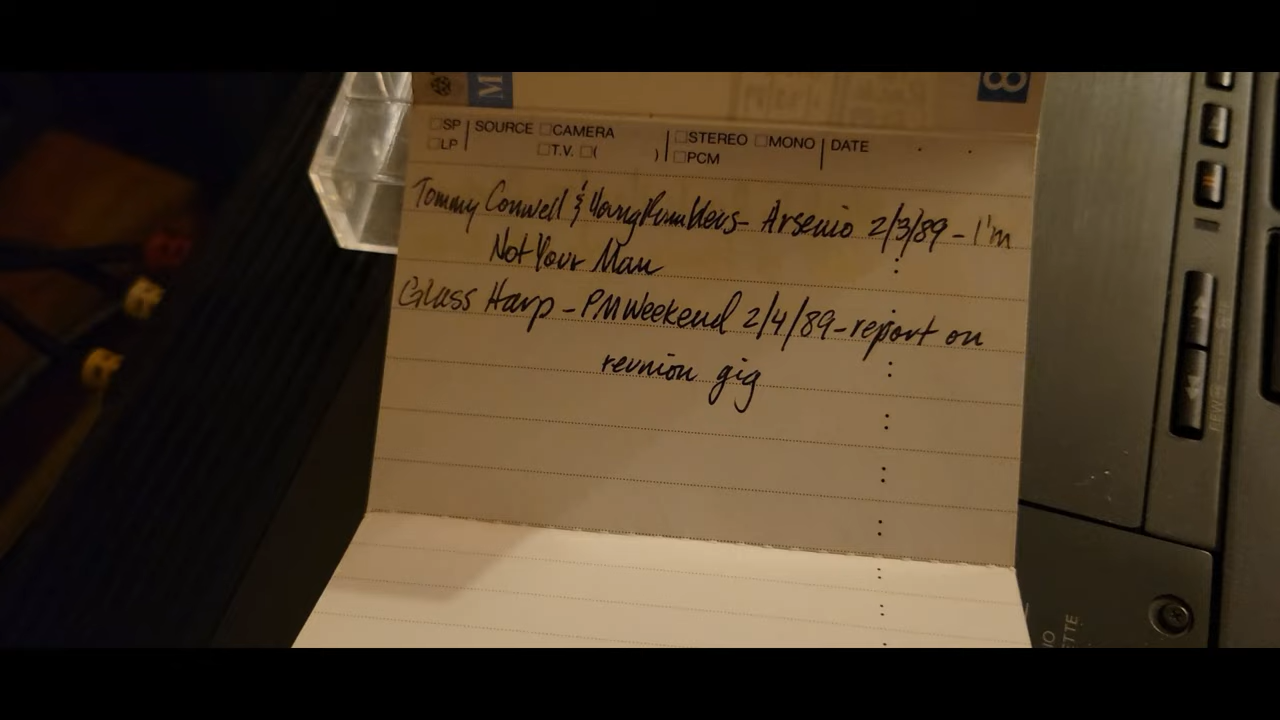 M
8
□SP SOURCE □CAMERA □STEREO □MONO DATE
□LP □T.V. □( ) □PCM
Tommy Conwell & Young Rumblers - Arsenio 2/3/89 - I'm
Not Your Man
Glass Harp - PM Weekend 2/4/89 - report on
reunion gig